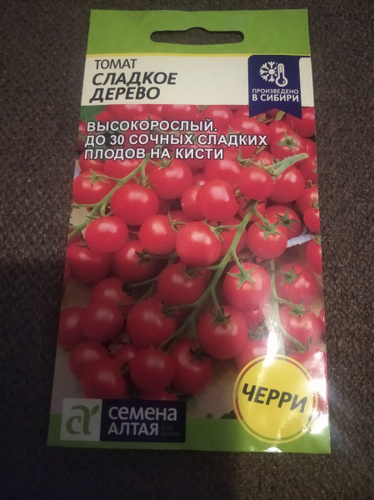 ТОМАТ
СЛАДКОЕ
ДЕРЕВО
ПРОИЗВЕДЕНО
В СИБИРИ
ВЫСОКОРОСЛЫЙ,
ДО 30 СОЧНЫХ СЛАДКИХ
ПЛОДОВ НА КИСТИ
ЧЕРРИ
СЕМЕНА
АЛТАЯ